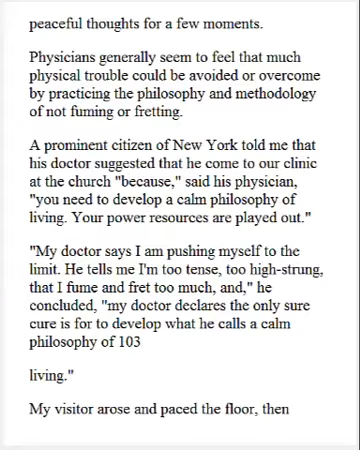 peaceful thoughts for a few moments.
Physicians generally seem to feel that much
physical trouble could be avoided or overcome
by practicing the philosophy and methodology
of not fuming or fretting.
A prominent citizen of New York told me that
his doctor suggested that he come to our clinic
at the church "because," said his physician,
"you need to develop a calm philosophy of
living. Your power resources are played out."
"My doctor says I am pushing myself to the
limit. He tells me I'm too tense, too high-strung,
that I fume and fret too much, and," he
concluded, "my doctor declares the only sure
cure is for to develop what he calls a calm
philosophy of 103
living."
My visitor arose and paced the floor, then